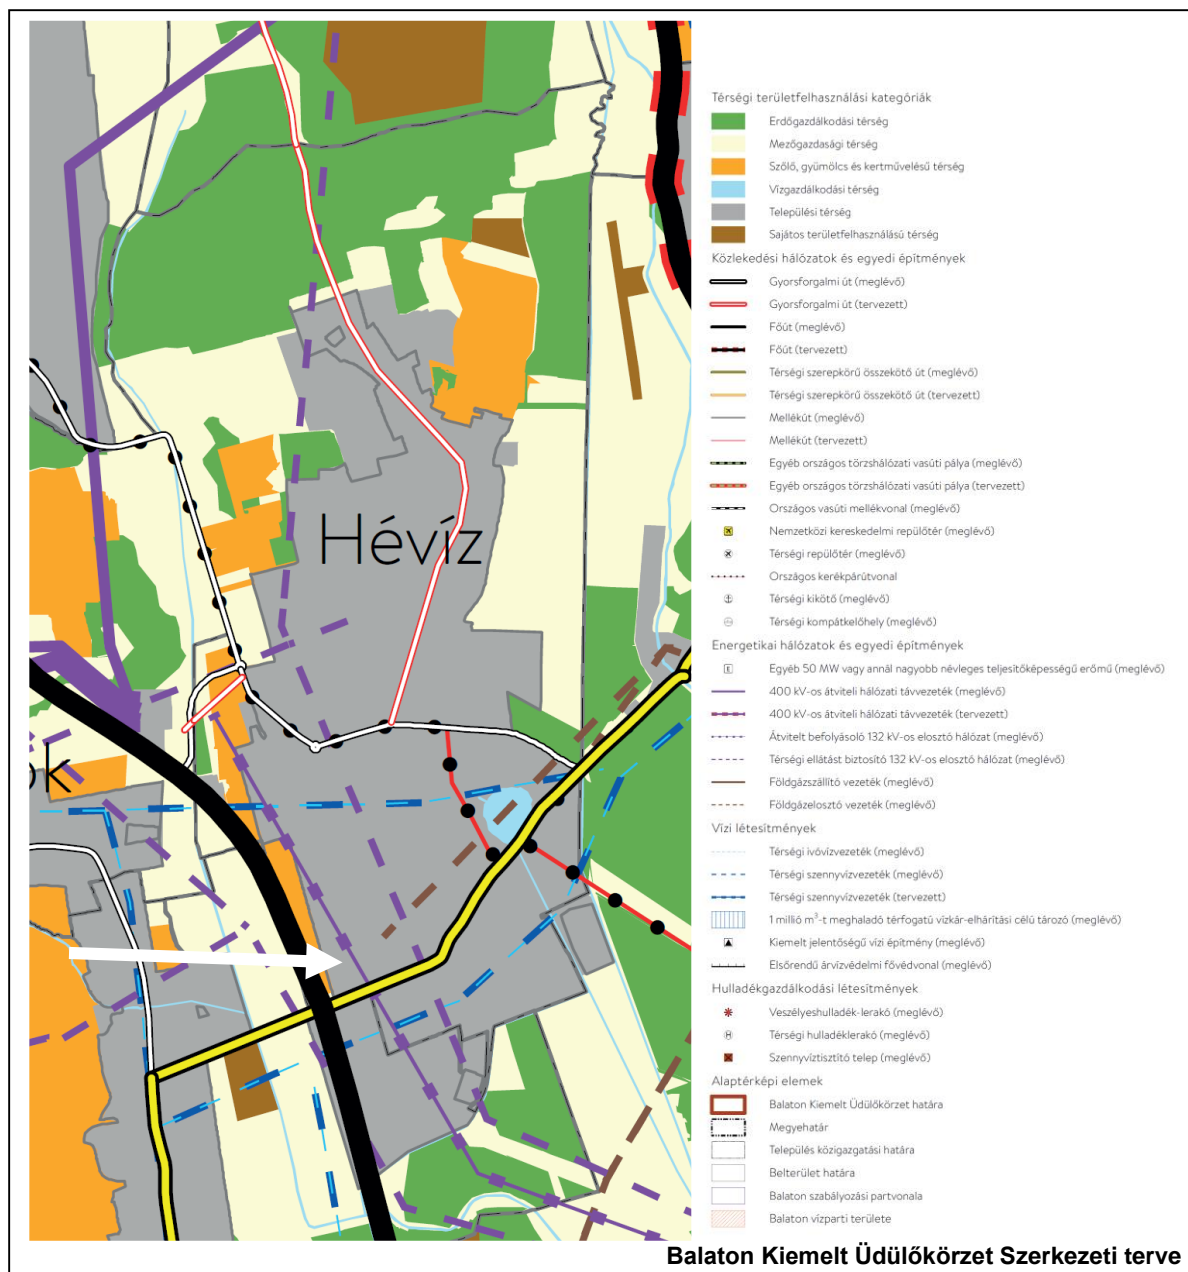 Hévíz
ok
Térségi területfelhasználási kategóriák
Erdőgazdálkodási térség
Mezőgazdasági térség
Szőlő, gyümölcs és kertművelésű térség
Vízgazdálkodási térség
Települési térség
Sajátos területfelhasználású térség
Közlekedési hálózatok és egyedi építmények
Gyorsforgalmi út (meglévő)
Gyorsforgalmi út (tervezett)
Főút (meglévő)
Főút (tervezett)
Térségi szerepkörű összekötő út (meglévő)
Térségi szerepkörű összekötő út (tervezett)
Mellékút (meglévő)
Mellékút (tervezett)
Egyéb országos törzshálózati vasúti pálya (meglévő)
Egyéb országos törzshálózati vasúti pálya (tervezett)
Országos vasúti mellékvonal (meglévő)
Nemzetközi kereskedelmi repülőtér (meglévő)
Térségi repülőtér (meglévő)
Országos kerékpárútvonal
Térségi kikötő (meglévő)
Térségi kompátkelőhely (meglévő)
Energetikai hálózatok és egyedi építmények
E Egyéb 50 MW vagy annál nagyobb névleges teljesítőképességű erőmű (meglévő)
400 kV-os átviteli hálózati távvezeték (meglévő)
400 kV-os átviteli hálózati távvezeték (tervezett)
Átvitelt befolyásoló 132 kV-os elosztó hálózat (meglévő)
Térségi ellátást biztosító 132 kV-os elosztó hálózat (meglévő)
Földgázszállító vezeték (meglévő)
Földgázelosztó vezeték (meglévő)
Vízi létesítmények
Térségi ivóvízvezeték (meglévő)
Térségi szennyvízvezeték (meglévő)
Térségi szennyvízvezeték (tervezett)
1 millió m³-t meghaladó térfogatú vízkár-elhárítási célú tározó (meglévő)
Kiemelt jelentőségű vízi építmény (meglévő)
Elsőrendű árvízvédelmi fővédvonal (meglévő)
Hulladékgazdálkodási létesítmények
Veszélyeshulladék-lerakó (meglévő)
H Térségi hulladéklerakó (meglévő)
Szennyvíztisztító telep (meglévő)
Alaptérképi elemek
Balaton Kiemelt Üdülőkörzet határa
Megyehatár
Település közigazgatási határa
Belterület határa
Balaton szabályozási partvonala
Balaton vízparti területe
Balaton Kiemelt Üdülőkörzet Szerkezeti terve